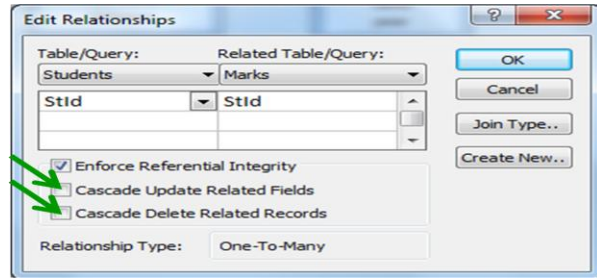 Edit Relationships
Table/Query: Related Table/Query:
Students Marks
StId StId
Enforce Referential Integrity
Cascade Update Related Fields
Cascade Delete Related Records
Relationship Type: One-To-Many
OK
Cancel
Join Type..
Create New..